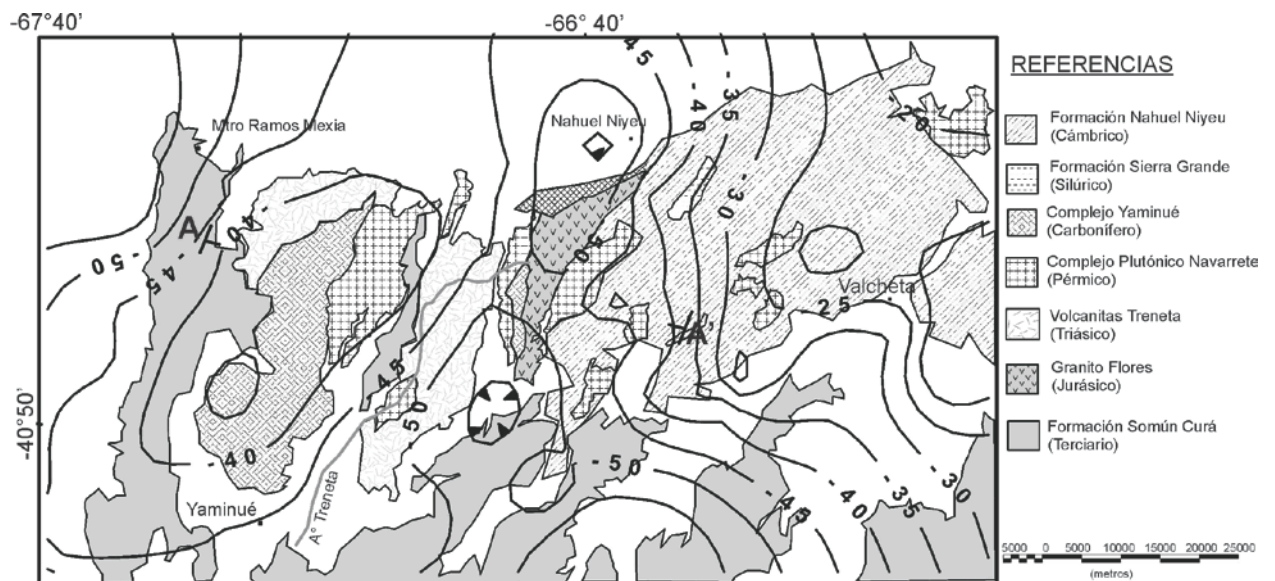 -67°40'
-66° 40'
-40°50'
Mtro Ramos Mexia
Nahuel Niyeu
Valcheta
Yaminué
A° Treneta
A
A'
-45
-40
-35
-30
-20
-50
-45
-40
-50
25
-45
-50
-40
-50
-45
-40
-35
-35
-30
REFERENCIAS
Formación Nahuel Niyeu
(Cámbrico)
Formación Sierra Grande
(Silúrico)
Complejo Yaminué
(Carbonífero)
Complejo Plutónico Navarrete
(Pérmico)
Volcanitas Treneta
(Triásico)
Granito Flores
(Jurásico)
Formación Somún Curá
(Terciario)
5000 0 5000 10000 15000 20000 25000
(metros)